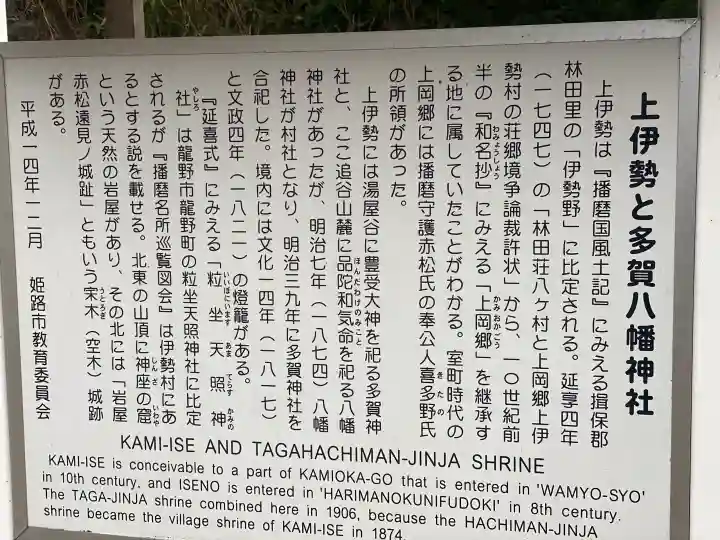 上伊勢と多賀八幡神社
上伊勢は『播磨国風土記』にみえる揖保郡
林田里の「伊勢野」に比定される。延享四年
（一七四七）の「林田荘八ヶ村と上岡郷上伊
勢村の荘郷境争論裁許状」から、一〇世紀前
半の『和名抄』にみえる「上岡郷」を継承す
る地に属していたことがわかる。室町時代の
上岡郷には播磨守護赤松氏の奉公人喜多野氏
の所領があった。
上伊勢には湯屋谷に豊受大神を祀る多賀神
社と、ここ追谷山麓に品陀和気命を祀る八幡
神社があったが、明治七年（一八七四）八幡
神社が村社となり、明治三九年に多賀神社を
合祀した。境内には文化一四年（一八一七）
と文政四年（一八二一）の燈籠がある。
『延喜式』にみえる「粒坐天照神
社」は龍野市龍野町の粒坐天照神社に比定
されるが『播磨名所巡覧図会』は伊勢村にあ
るとする説を載せる。北東の山頂に神座の窟
という天然の岩屋があり、その北には「岩屋
赤松遠見ノ城趾」ともいう宋木（空木）城跡
がある。
平成一四年一二月　姫路市教育委員会
KAMI-ISE AND TAGAHACHIMAN-JINJA SHRINE
KAMI-ISE is conceivable to a part of KAMIOKA-GO that is entered in 'WAMYO-SYO'
in 10th century, and ISENO is entered in 'HARIMANOKUNIFUDOKI' in 8th century.
The TAGA-JINJA shrine combined here in 1906, because the HACHIMAN-JINJA
shrine became the village shrine of KAMI-ISE in 1874.